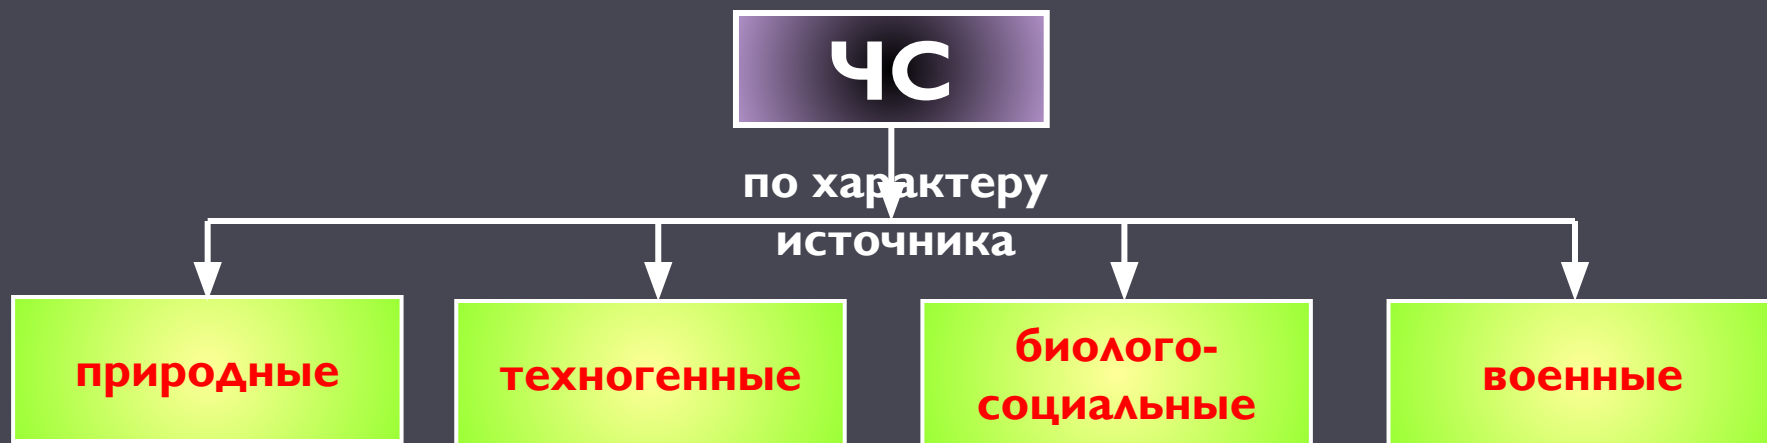 ЧС
по характеру
источника
природные
техногенные
биолого-
социальные
военные